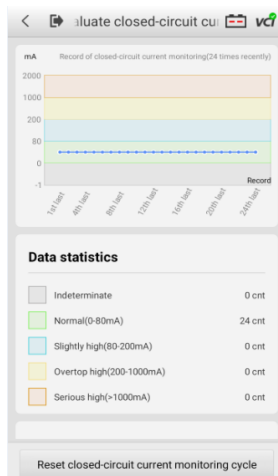 aluate closed-circuit cu
VCI
mA Record of closed-circuit current monitoring(24 times recently)
2000
1000
200
80
0
-1
Record
1st last 4th last 8th last 12th last 16th last 20th last 24th last
Data statistics
Indeterminate 0 cnt
Normal(0-80mA) 24 cnt
Slightly high(80-200mA) 0 cnt
Overtop high(200-1000mA) 0 cnt
Serious high(>1000mA) 0 cnt
Reset closed-circuit current monitoring cycle